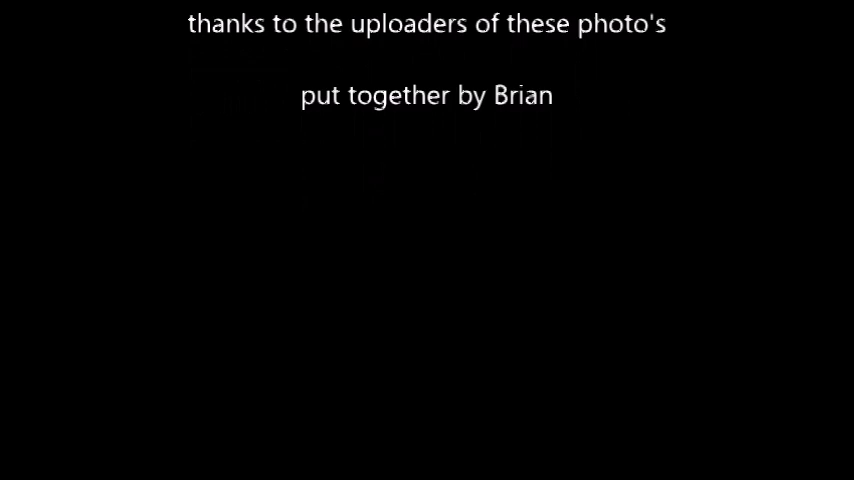 thanks to the uploaders of these photo's
put together by Brian